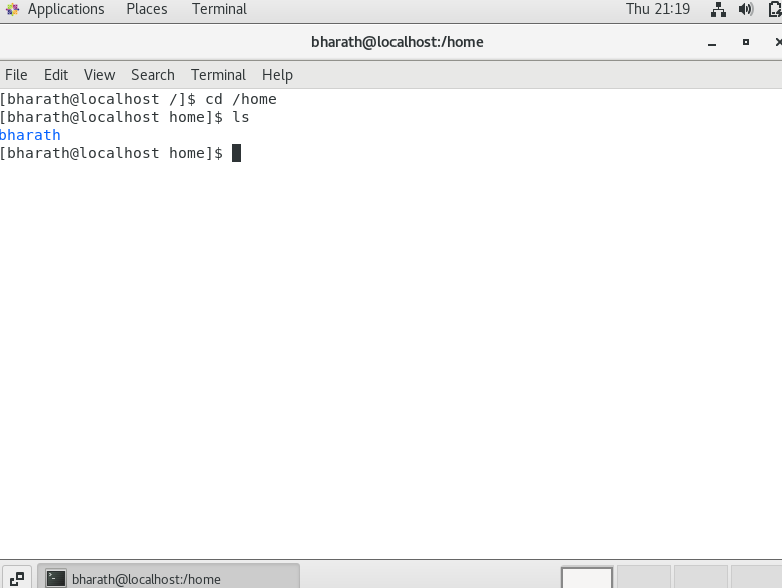 Applications Places Terminal Thu 21:19
bharath@localhost:/home
File Edit View Search Terminal Help
[bharath@localhost /]$ cd /home
[bharath@localhost home]$ ls
bharath
[bharath@localhost home]$
bharath@localhost:/home